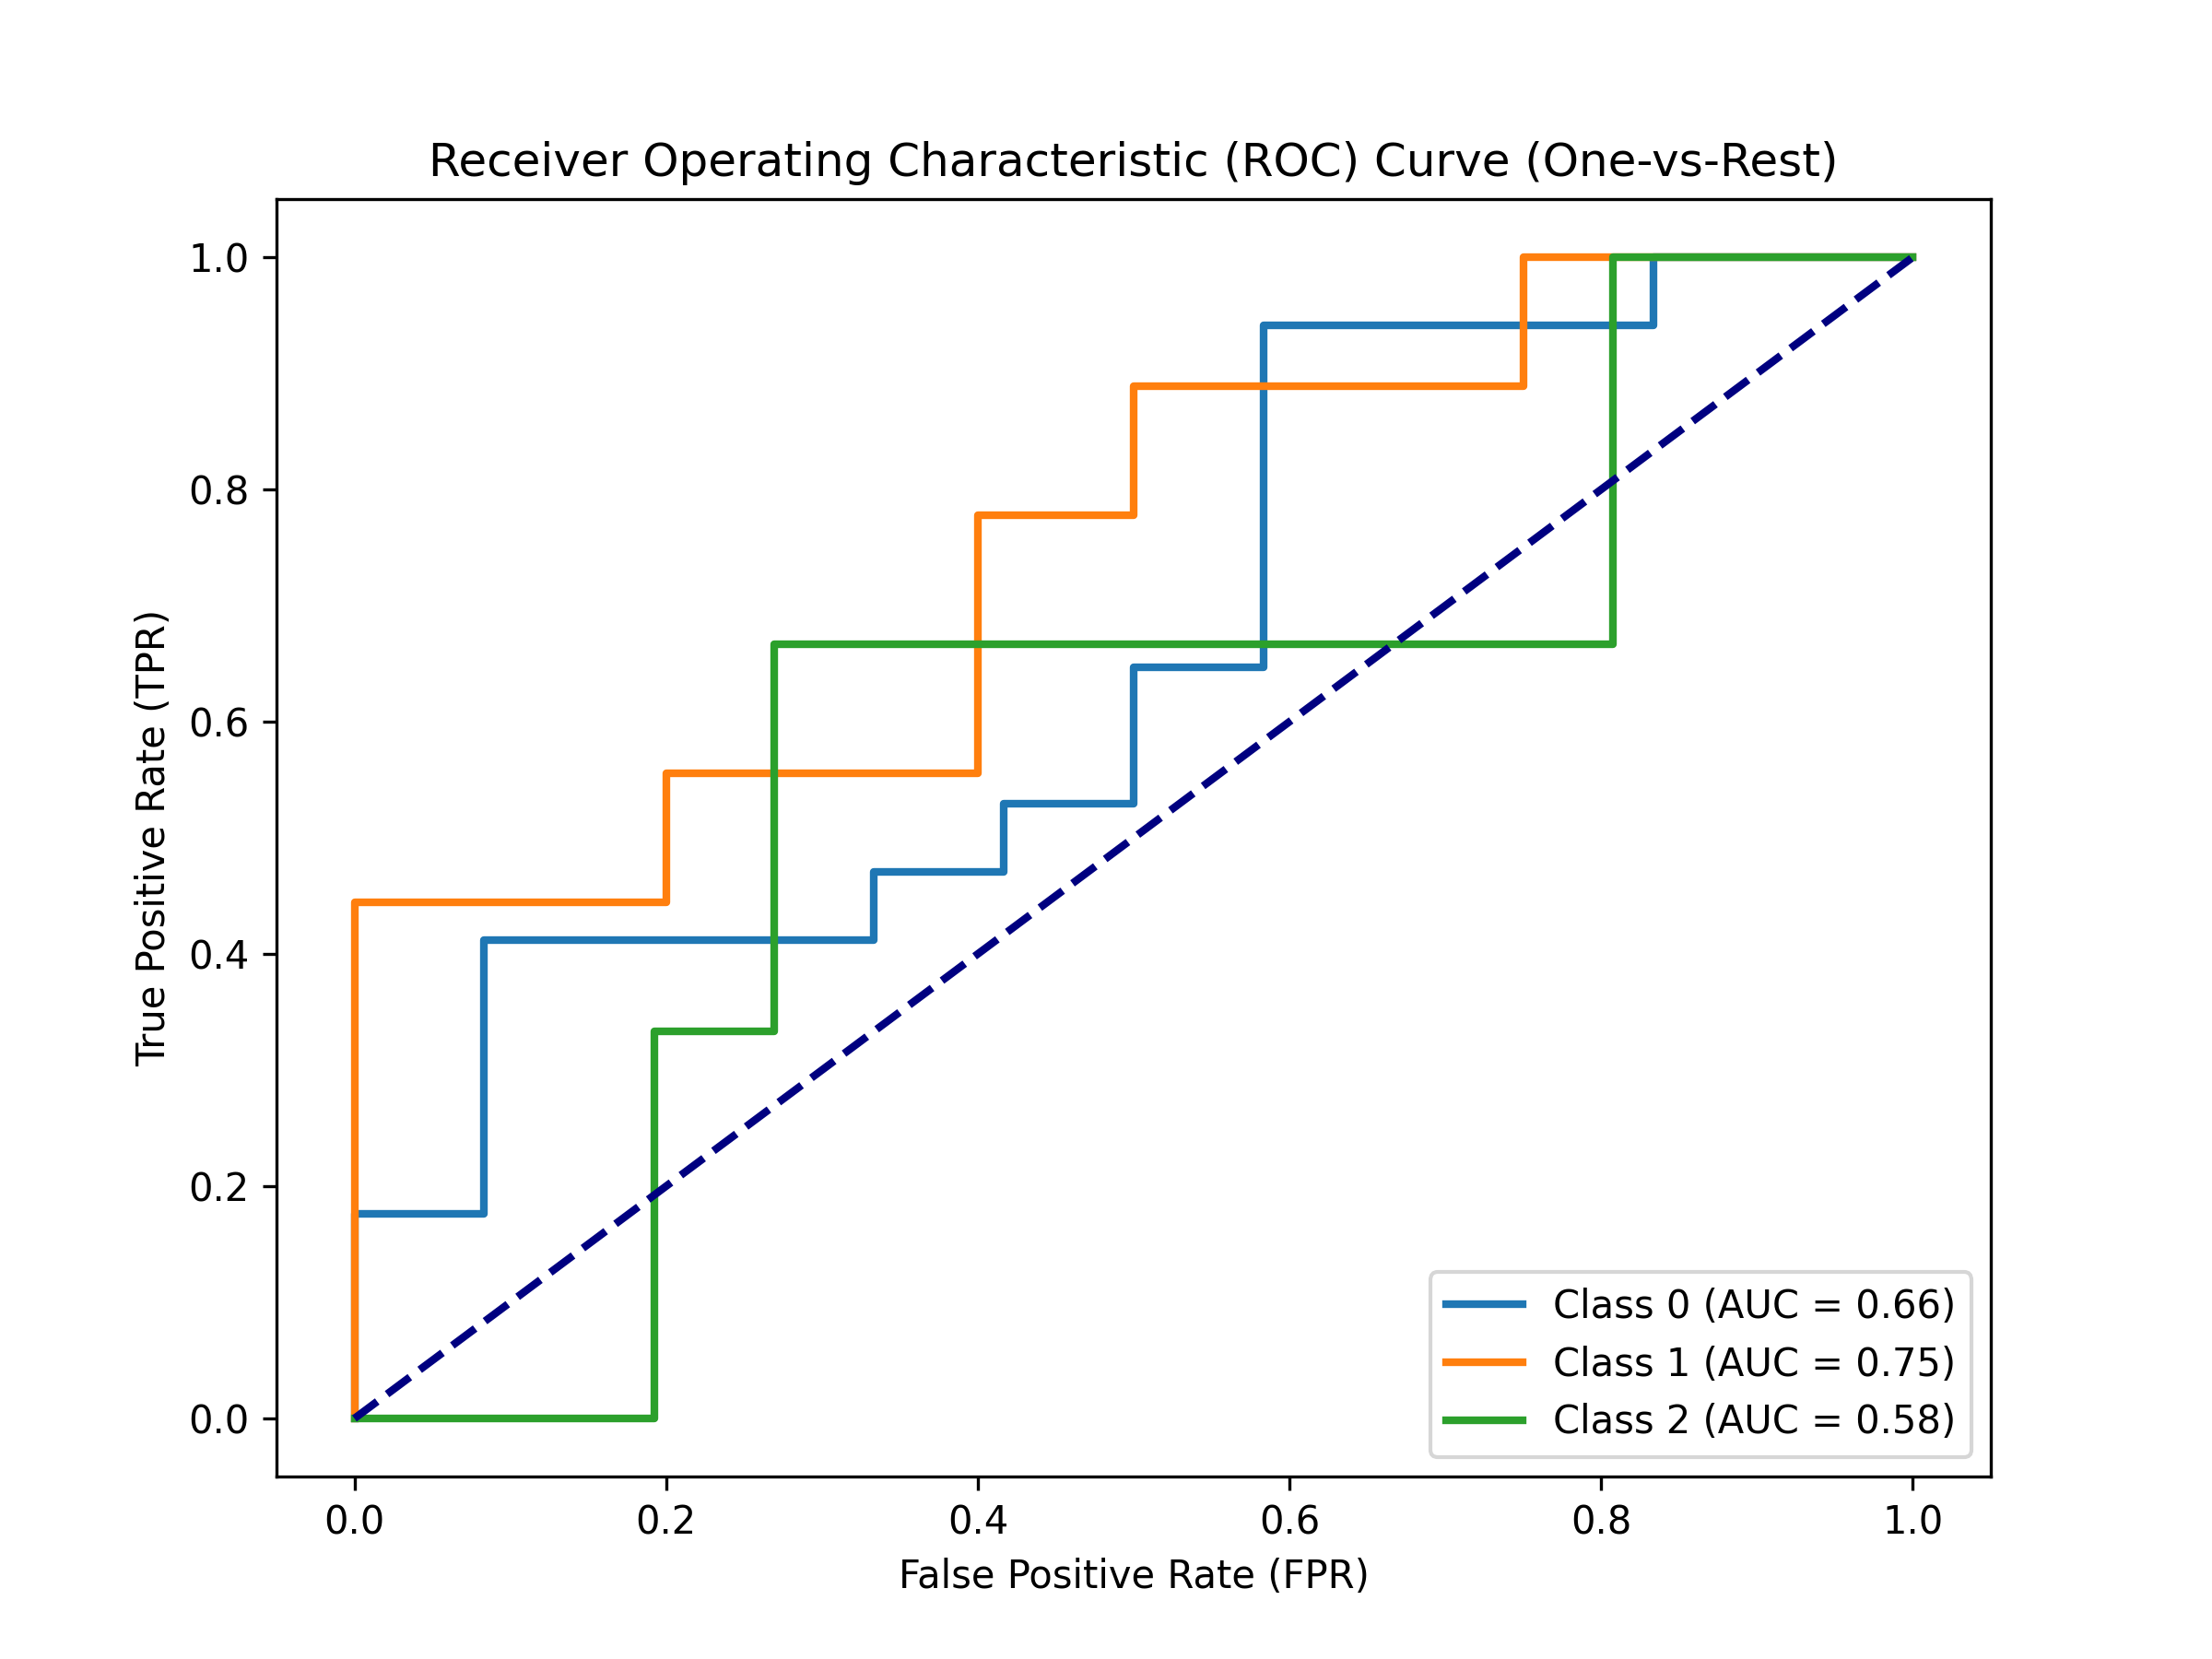 Receiver Operating Characteristic (ROC) Curve (One-vs-Rest)
True Positive Rate (TPR)
1.0
0.8
0.6
0.4
0.2
0.0
0.0 0.2 0.4 0.6 0.8 1.0
False Positive Rate (FPR)
Class 0 (AUC = 0.66)
Class 1 (AUC = 0.75)
Class 2 (AUC = 0.58)